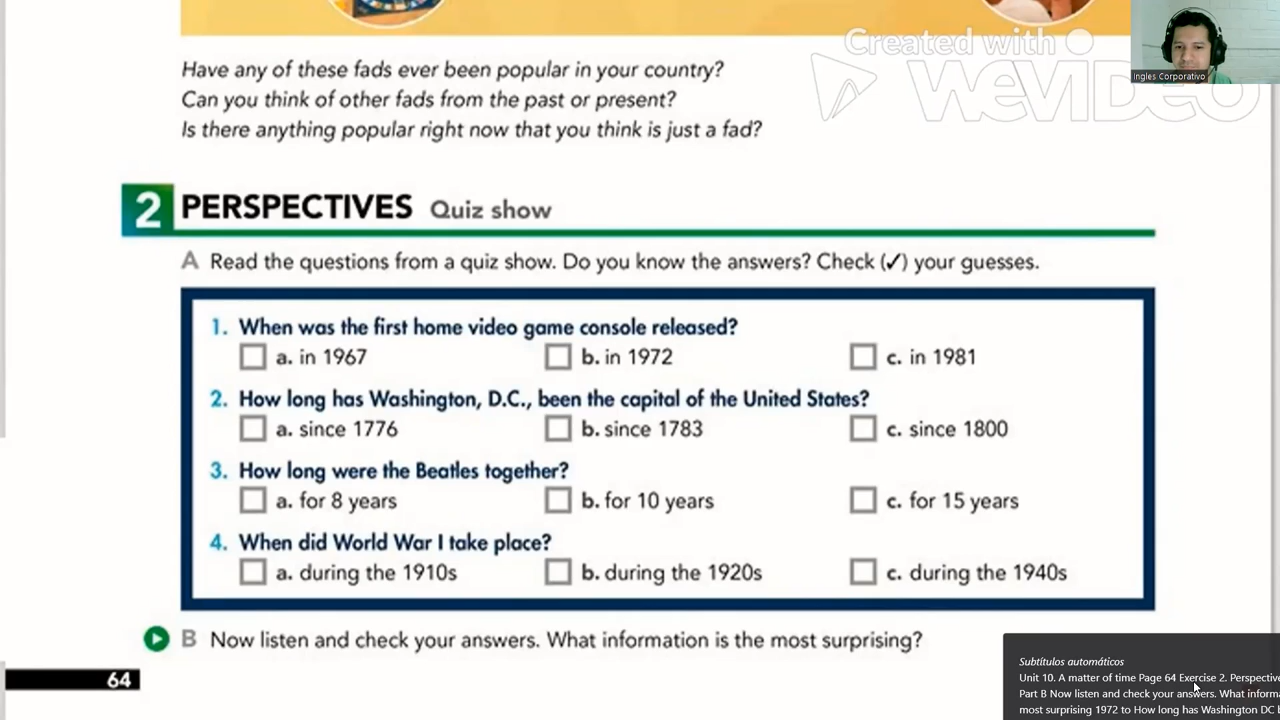 Created with
WEVIDEO
Ingles Corporativo
Have any of these fads ever been popular in your country?
Can you think of other fads from the past or present?
Is there anything popular right now that you think is just a fad?
2 PERSPECTIVES Quiz show
A Read the questions from a quiz show. Do you know the answers? Check (✓) your guesses.
1. When was the first home video game console released?
a. in 1967 b. in 1972 c. in 1981
2. How long has Washington, D.C., been the capital of the United States?
a. since 1776 b. since 1783 c. since 1800
3. How long were the Beatles together?
a. for 8 years b. for 10 years c. for 15 years
4. When did World War I take place?
a. during the 1910s b. during the 1920s c. during the 1940s
B Now listen and check your answers. What information is the most surprising?
64
Subtítulos automáticos
Unit 10. A matter of time Page 64 Exercise 2. Perspective
Part B Now listen and check your answers. What informa
most surprising 1972 to How long has Washington DC b